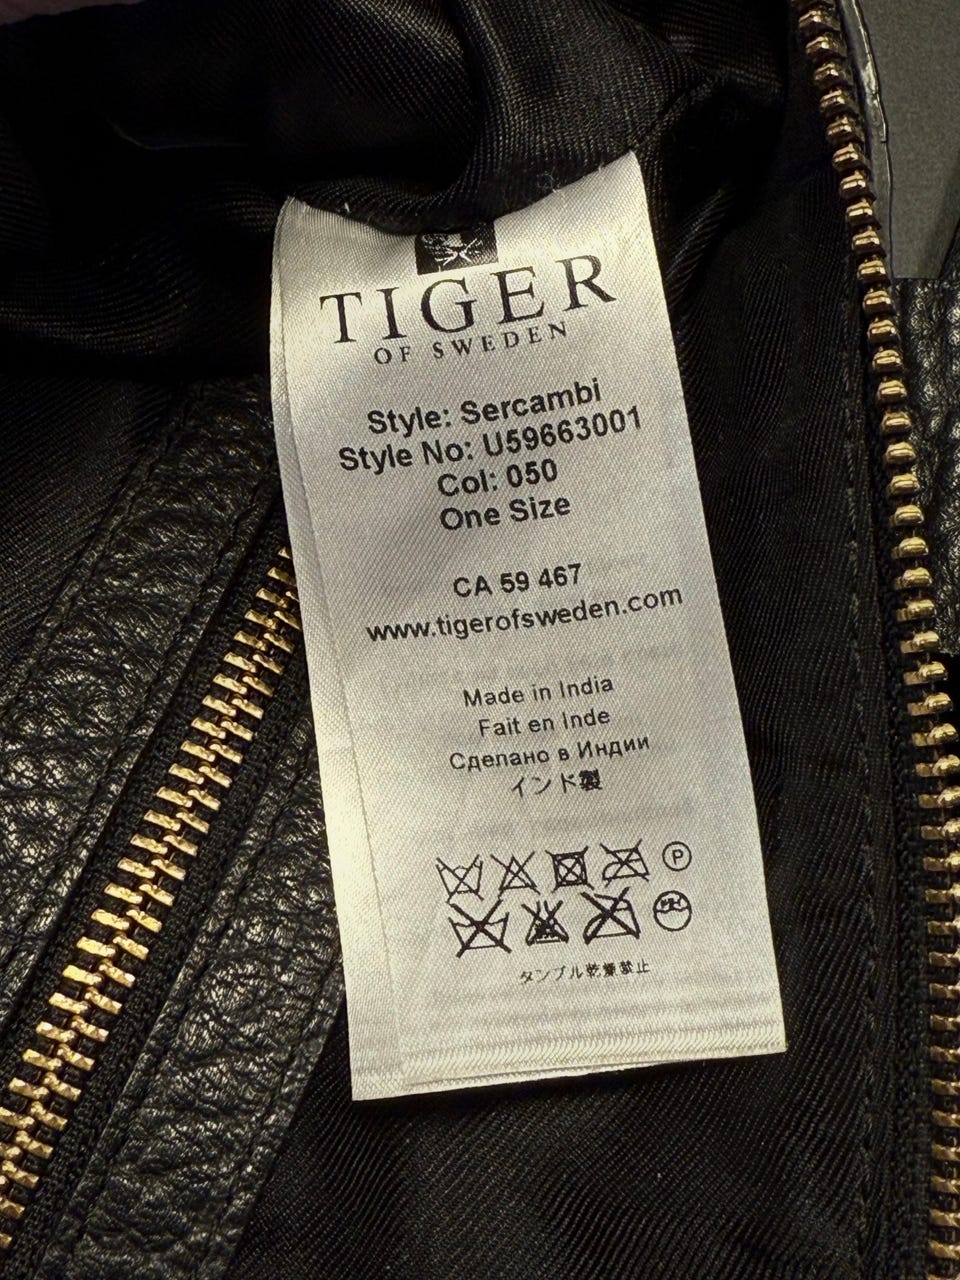 TIGER
OF SWEDEN
Style: Sercambi
Style No: U59663001
Col: 050
One Size
CA 59 467
www.tigerofsweden.com
Made in India
Fait en Inde
Сделано в Индии
インド製
P
タンブル乾燥禁止